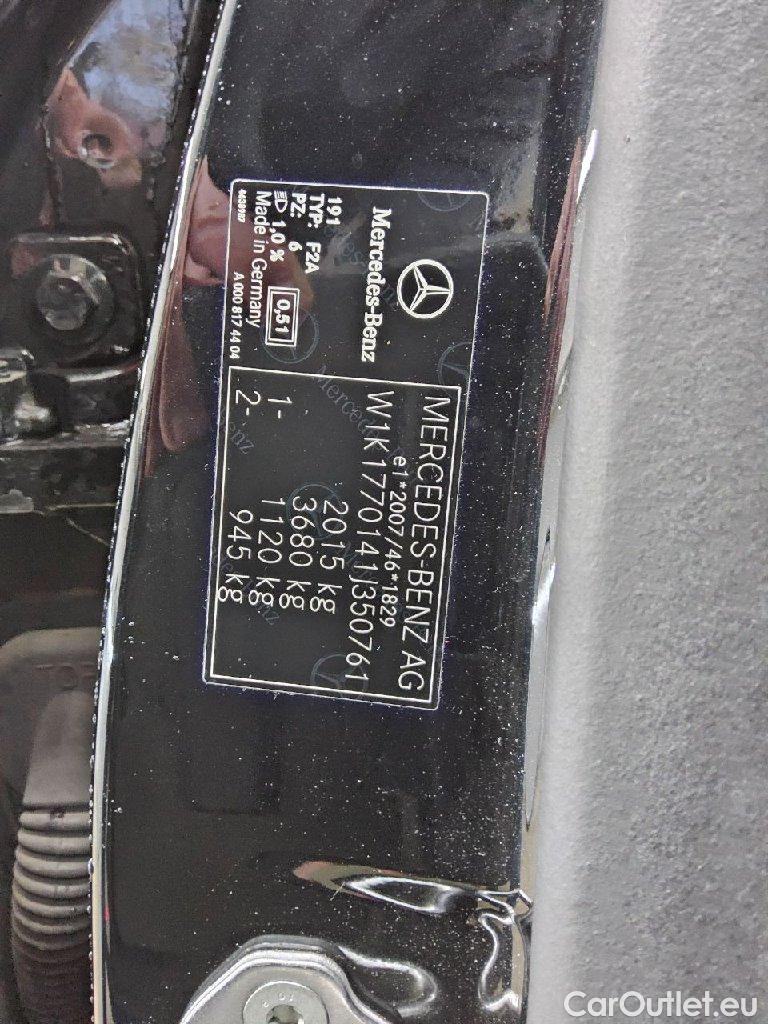 Mercedes-Benz
191
TYP: F2A
PZ: 6
1,0 %
0,51
Made in Germany
4438987
A 000 817 44 04
MERCEDES-BENZ AG
e1*2007/46*1829
W1K1770141J350761
2015 kg
3680 kg
1- 1120 kg
2- 945 kg
CarOutlet.eu